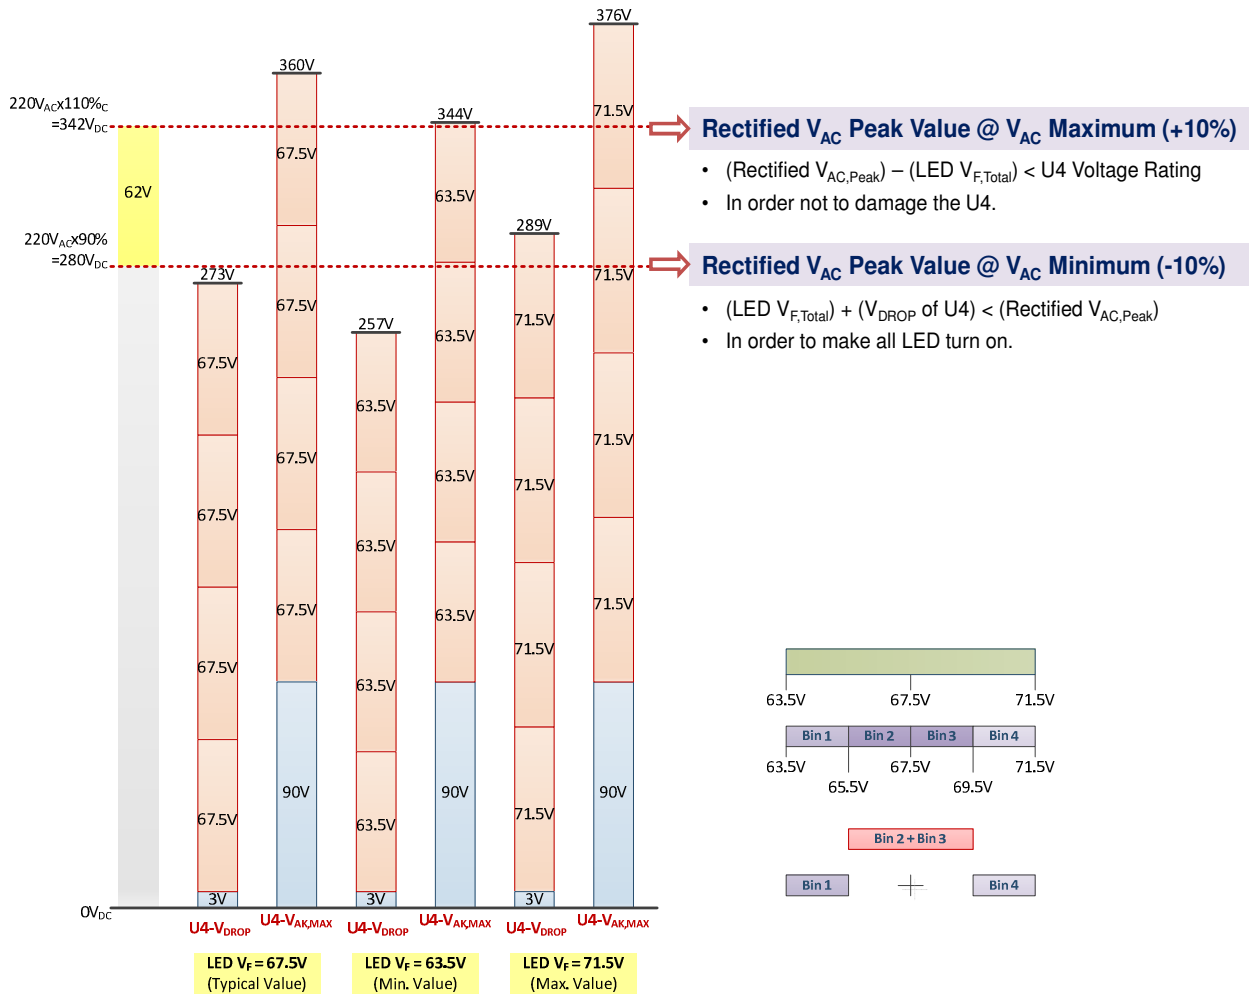 376V
360V
220VACx110%C
=342VDC
344V
71.5V
Rectified VAC Peak Value @ VAC Maximum (+10%)
67.5V
• (Rectified VAC,Peak) – (LED VF,Total) < U4 Voltage Rating
62V
63.5V
• In order not to damage the U4.
220VACx90%
=280VDC
289V
273V
67.5V
71.5V
Rectified VAC Peak Value @ VAC Minimum (-10%)
• (LED VF,Total) + (VDROP of U4) < (Rectified VAC,Peak)
257V
63.5V
71.5V
• In order to make all LED turn on.
67.5V
67.5V
63.5V
63.5V
71.5V
71.5V
67.5V
63.5V
67.5V
63.5V
71.5V
71.5V
67.5V
63.5V
63.5V
67.5V 71.5V
Bin 1 Bin 2 Bin 3 Bin 4
63.5V 67.5V 71.5V
65.5V 69.5V
90V 90V 90V
67.5V
63.5V
71.5V
Bin 2 + Bin 3
Bin 1 Bin 4
3V 3V 3V
0VDC
U4-VDROP U4-VAK,MAX U4-VDROP U4-VAK,MAX U4-VDROP U4-VAK,MAX
LED VF = 67.5V
(Typical Value)
LED VF = 63.5V
(Min. Value)
LED VF = 71.5V
(Max. Value)